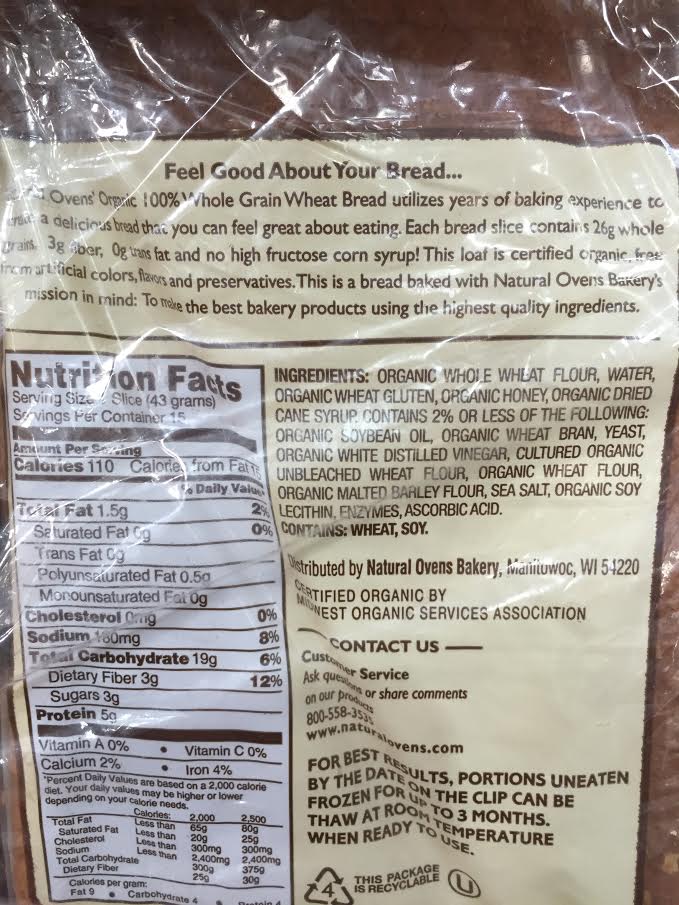 Feel Good About Your Bread...
Ovens' Organic 100% Whole Grain Wheat Bread utilizes years of baking experience to
a delicious bread that you can feel great about eating. Each bread slice contains 26g whole
grains, 3g fiber, 0g trans fat and no high fructose corn syrup! This loaf is certified organic, free
from artificial colors, flavors and preservatives. This is a bread baked with Natural Ovens Bakery's
mission in mind: To make the best bakery products using the highest quality ingredients.
Nutrition Facts
Serving Size Slice (43 grams)
Servings Per Container 15
Amount Per Serving
Calories 110 Calories from Fat
% Daily Value
Total Fat 1.5g 2%
Saturated Fat 0g 0%
Trans Fat 0g
Polyunsaturated Fat 0.5g
Monounsaturated Fat 0g
Cholesterol 0mg 0%
Sodium 180mg 8%
Total Carbohydrate 19g 6%
Dietary Fiber 3g 12%
Sugars 3g
Protein 5g
Vitamin A 0% • Vitamin C 0%
Calcium 2% • Iron 4%
*Percent Daily Values are based on a 2,000 calorie
diet. Your daily values may be higher or lower
depending on your calorie needs.
Calories: 2,000 2,500
Total Fat Less than 65g 80g
Saturated Fat Less than 20g 25g
Cholesterol Less than 300mg 300mg
Sodium Less than 2,400mg 2,400mg
Total Carbohydrate 300g 375g
Dietary Fiber 25g 30g
Calories per gram:
Fat 9 • Carbohydrate 4 • Protein 4
INGREDIENTS: ORGANIC WHOLE WHEAT FLOUR, WATER,
ORGANIC WHEAT GLUTEN, ORGANIC HONEY, ORGANIC DRIED
CANE SYRUP. CONTAINS 2% OR LESS OF THE FOLLOWING:
ORGANIC SOYBEAN OIL, ORGANIC WHEAT BRAN, YEAST,
ORGANIC WHITE DISTILLED VINEGAR, CULTURED ORGANIC
UNBLEACHED WHEAT FLOUR, ORGANIC WHEAT FLOUR,
ORGANIC MALTED BARLEY FLOUR, SEA SALT, ORGANIC SOY
LECITHIN, ENZYMES, ASCORBIC ACID.
CONTAINS: WHEAT, SOY.
Distributed by Natural Ovens Bakery, Manitowoc, WI 54220
CERTIFIED ORGANIC BY
MIDWEST ORGANIC SERVICES ASSOCIATION
CONTACT US
Customer Service
Ask questions or share comments
on our products
800-558-3535
www.naturalovens.com
FOR BEST RESULTS, PORTIONS UNEATEN
BY THE DATE ON THE CLIP CAN BE
FROZEN FOR UP TO 3 MONTHS.
THAW AT ROOM TEMPERATURE
WHEN READY TO USE.
4
THIS PACKAGE
IS RECYCLABLE
U